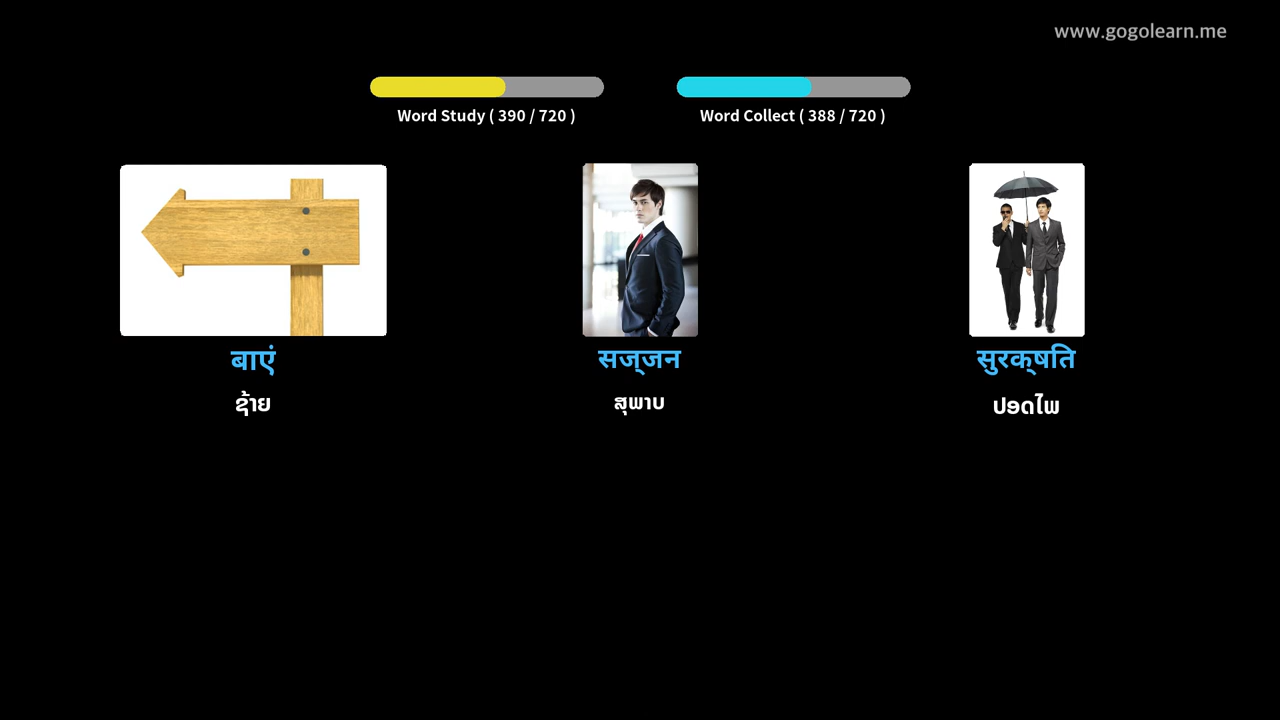 www.gogolearn.me
Word Study ( 390 / 720 )
Word Collect ( 388 / 720 )
बाएं
सज्‍जन
सुरक्‍षति
ຊ້າຍ
ສຸພາບ
ປອດໄພ